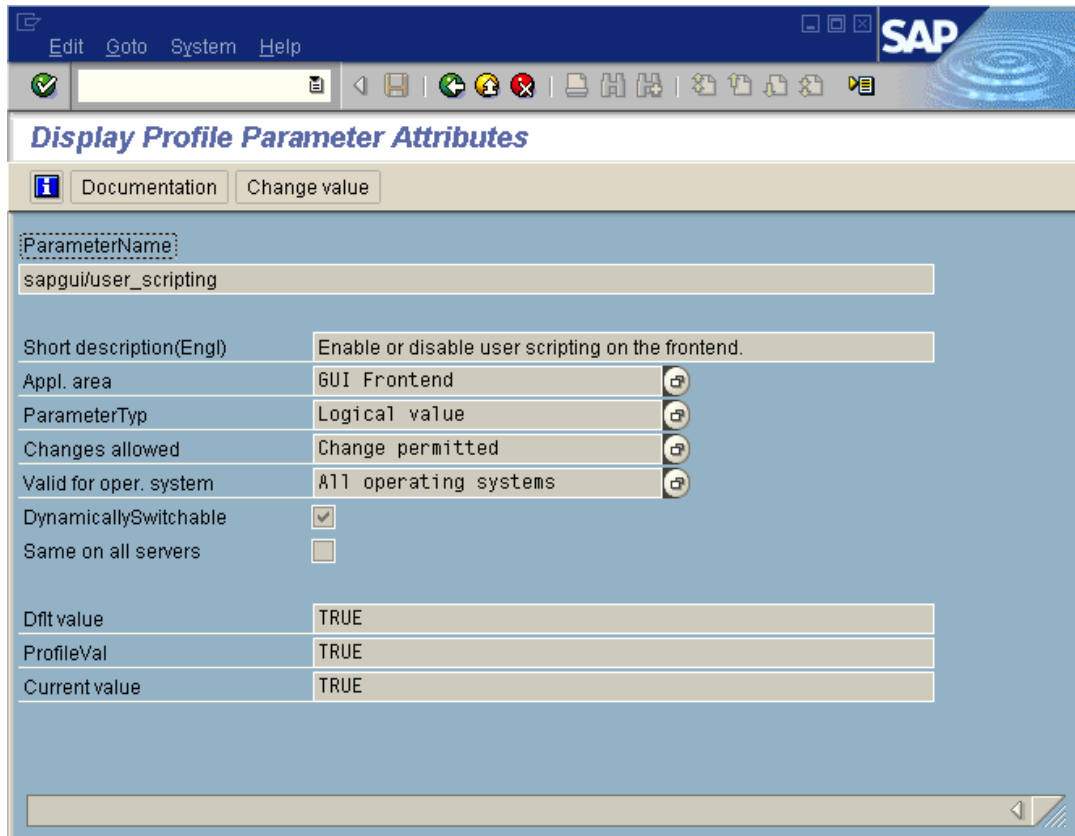 Edit Goto System Help
SAP
Display Profile Parameter Attributes
Documentation Change value
ParameterName
sapgui/user_scripting
Short description(Engl) Enable or disable user scripting on the frontend.
Appl. area GUI Frontend
ParameterTyp Logical value
Changes allowed Change permitted
Valid for oper. system All operating systems
DynamicallySwitchable
Same on all servers
Dflt value TRUE
ProfileVal TRUE
Current value TRUE